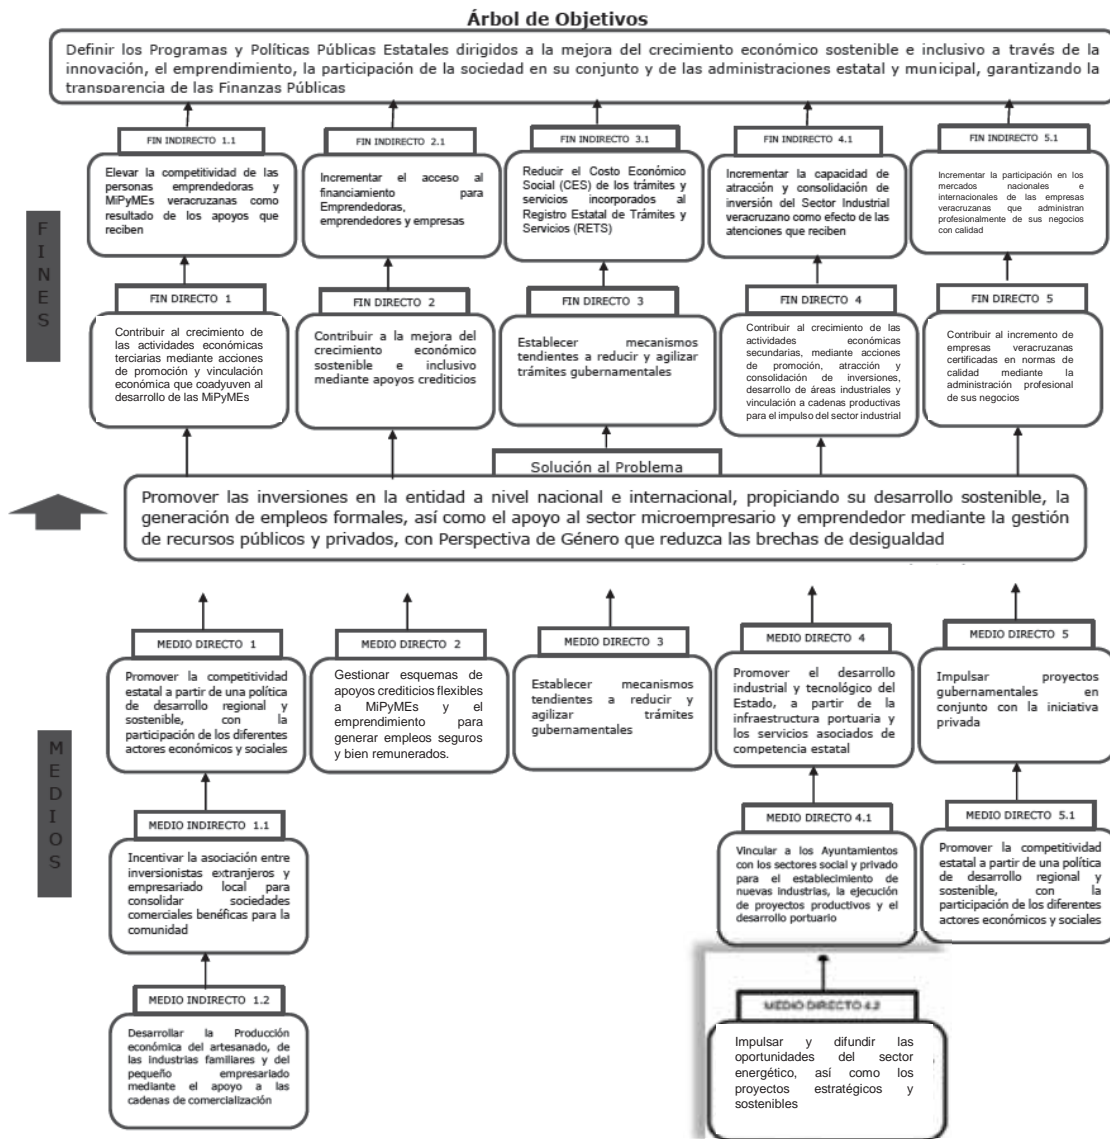 Árbol de Objetivos
Definir los Programas y Políticas Públicas Estatales dirigidos a la mejora del crecimiento económico sostenible e inclusivo a través de la
innovación, el emprendimiento, la participación de la sociedad en su conjunto y de las administraciones estatal y municipal, garantizando la
transparencia de las Finanzas Públicas
FINES
FIN INDIRECTO 1.1
Elevar la competitividad de las
personas emprendedoras y
MiPyMEs veracruzanas como
resultado de los apoyos que
reciben
FIN INDIRECTO 2.1
Incrementar el acceso al
financiamiento para
Emprendedoras,
emprendedores y empresas
FIN INDIRECTO 3.1
Reducir el Costo Económico
Social (CES) de los trámites y
servicios incorporados al
Registro Estatal de Trámites y
Servicios (RETS)
FIN INDIRECTO 4.1
Incrementar la capacidad de
atracción y consolidación de
inversión del Sector Industrial
veracruzano como efecto de las
atenciones que reciben
FIN INDIRECTO 5.1
Incrementar la participación en los
mercados nacionales e
internacionales de las empresas
veracruzanas que administran
profesionalmente de sus negocios
con calidad
FIN DIRECTO 1
Contribuir al crecimiento de
las actividades económicas
terciarias mediante acciones
de promoción y vinculación
económica que coadyuven al
desarrollo de las MiPyMEs
FIN DIRECTO 2
Contribuir a la mejora del
crecimiento económico
sostenible e inclusivo
mediante apoyos crediticios
FIN DIRECTO 3
Establecer mecanismos
tendientes a reducir y agilizar
trámites gubernamentales
FIN DIRECTO 4
Contribuir al crecimiento de las
actividades económicas
secundarias, mediante acciones
de promoción, atracción y
consolidación de inversiones,
desarrollo de áreas industriales y
vinculación a cadenas productivas
para el impulso del sector industrial
FIN DIRECTO 5
Contribuir al incremento de
empresas veracruzanas
certificadas en normas de
calidad mediante la
administración profesional
de sus negocios
Solución al Problema
Promover las inversiones en la entidad a nivel nacional e internacional, propiciando su desarrollo sostenible, la
generación de empleos formales, así como el apoyo al sector microempresario y emprendedor mediante la gestión
de recursos públicos y privados, con Perspectiva de Género que reduzca las brechas de desigualdad
MEDIOS
MEDIO DIRECTO 1
Promover la competitividad
estatal a partir de una política
de desarrollo regional y
sostenible, con la
participación de los diferentes
actores económicos y sociales
MEDIO DIRECTO 2
Gestionar esquemas de
apoyos crediticios flexibles
a MiPyMEs y el
emprendimiento para
generar empleos seguros
y bien remunerados.
MEDIO DIRECTO 3
Establecer mecanismos
tendientes a reducir y
agilizar trámites
gubernamentales
MEDIO DIRECTO 4
Promover el desarrollo
industrial y tecnológico del
Estado, a partir de la
infraestructura portuaria y
los servicios asociados de
competencia estatal
MEDIO DIRECTO 5
Impulsar proyectos
gubernamentales en
conjunto con la iniciativa
privada
MEDIO INDIRECTO 1.1
Incentivar la asociación entre
inversionistas extranjeros y
empresariado local para
consolidar sociedades
comerciales benéficas para la
comunidad
MEDIO DIRECTO 4.1
Vincular a los Ayuntamientos
con los sectores social y privado
para el establecimiento de
nuevas industrias, la ejecución
de proyectos productivos y el
desarrollo portuario
MEDIO DIRECTO 5.1
Promover la competitividad
estatal a partir de una política
de desarrollo regional y
sostenible, con la
participación de los diferentes
actores económicos y sociales
MEDIO INDIRECTO 1.2
Desarrollar la Producción
económica del artesanado, de
las industrias familiares y del
pequeño empresariado
mediante el apoyo a las
cadenas de comercialización
MEDIO DIRECTO 4.2
Impulsar y difundir las
oportunidades del sector
energético, así como los
proyectos estratégicos y
sostenibles